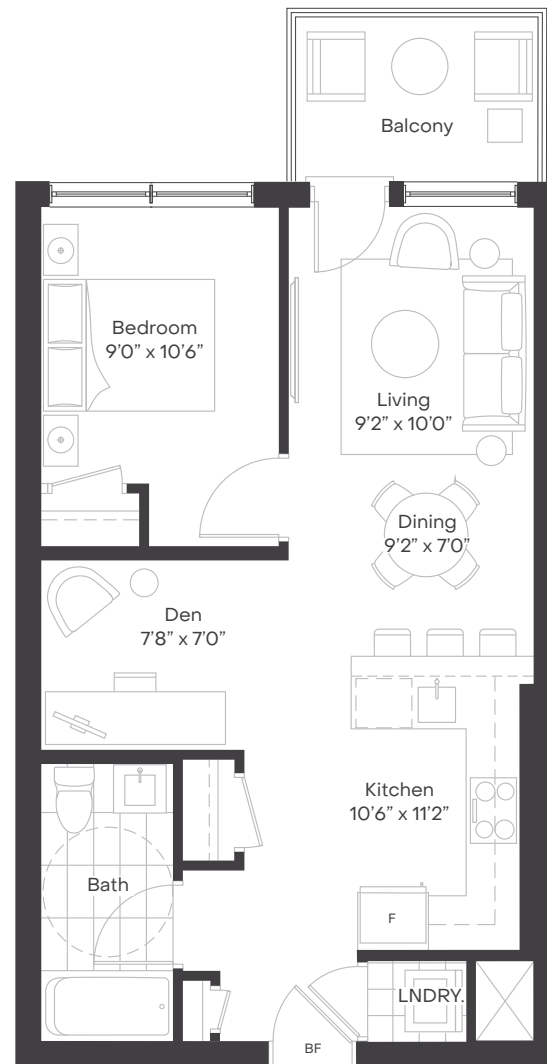 Balcony
Bedroom
9’0” x 10’6”
Living
9’2” x 10’0”
Dining
9’2” x 7’0”
Den
7’8” x 7’0”
Kitchen
10’6” x 11’2”
Bath
F
LNDRY.
BF